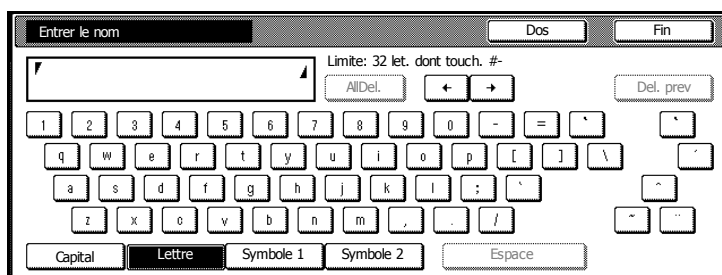 Entrer le nom Dos Fin
Limite: 32 let. dont touch. #-
AllDel. ← → Del. prev
1 2 3 4 5 6 7 8 9 0 - = ` `
q w e r t y u i o p [ ] \ ´
a s d f g h j k l ; ` ^
z x c v b n m , . / ~ ¨
Capital Lettre Symbole 1 Symbole 2 Espace